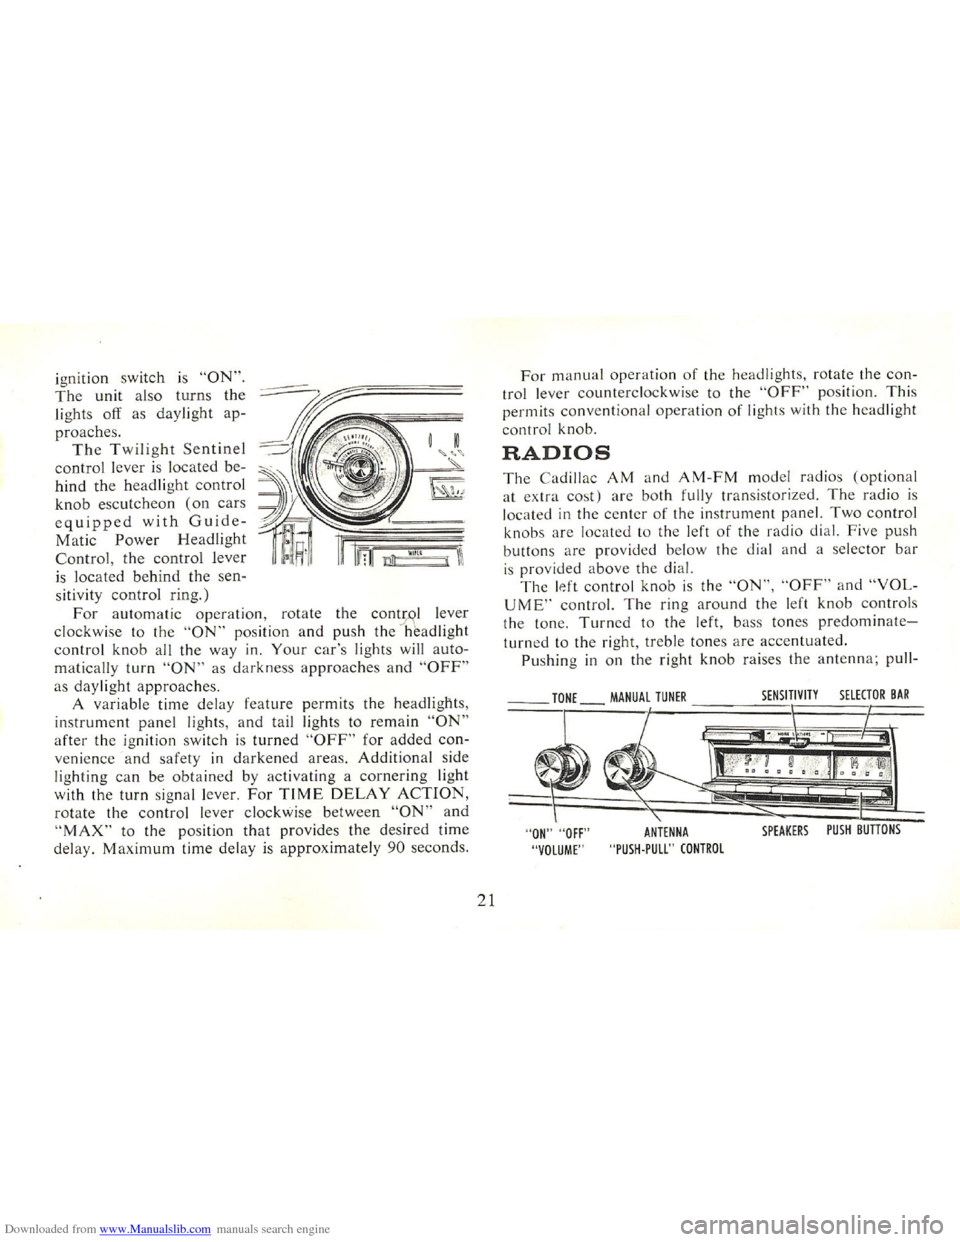 ignition switch is “ON”.
The unit also turns the
lights off as daylight ap-
proaches.
The Twilight Sentinel
control lever is located be-
hind the headlight control
knob escutcheon (on cars
equipped with Guide-
Matic Power Headlight
Control, the control lever
is located behind the sen-
sitivity control ring.)
SENTINEL
WIPER
For automatic operation, rotate the control lever
clockwise to the “ON” position and push the headlight
control knob all the way in. Your car's lights will auto-
matically turn “ON” as darkness approaches and “OFF”
as daylight approaches.
A variable time delay feature permits the headlights,
instrument panel lights, and tail lights to remain “ON”
after the ignition switch is turned “OFF” for added con-
venience and safety in darkened areas. Additional side
lighting can be obtained by activating a cornering light
with the turn signal lever. For TIME DELAY ACTION,
rotate the control lever clockwise between “ON” and
“MAX” to the position that provides the desired time
delay. Maximum time delay is approximately 90 seconds.
For manual operation of the headlights, rotate the con-
trol lever counterclockwise to the “OFF” position. This
permits conventional operation of lights with the headlight
control knob.
RADIOS
The Cadillac AM and AM-FM model radios (optional
at extra cost) are both fully transistorized. The radio is
located in the center of the instrument panel. Two control
knobs are located to the left of the radio dial. Five push
buttons are provided below the dial and a selector bar
is provided above the dial.
The left control knob is the “ON”, “OFF” and “VOL-
UME” control. The ring around the left knob controls
the tone. Turned to the left, bass tones predominate—
turned to the right, treble tones are accentuated.
Pushing in on the right knob raises the antenna; pull-
TONE MANUAL TUNER SENSITIVITY SELECTOR BAR
"ON" "OFF" ANTENNA SPEAKERS PUSH BUTTONS
"VOLUME" "PUSH-PULL" CONTROL
21
Downloaded from www.Manualslib.com manuals search engine
carmanualsonline.info